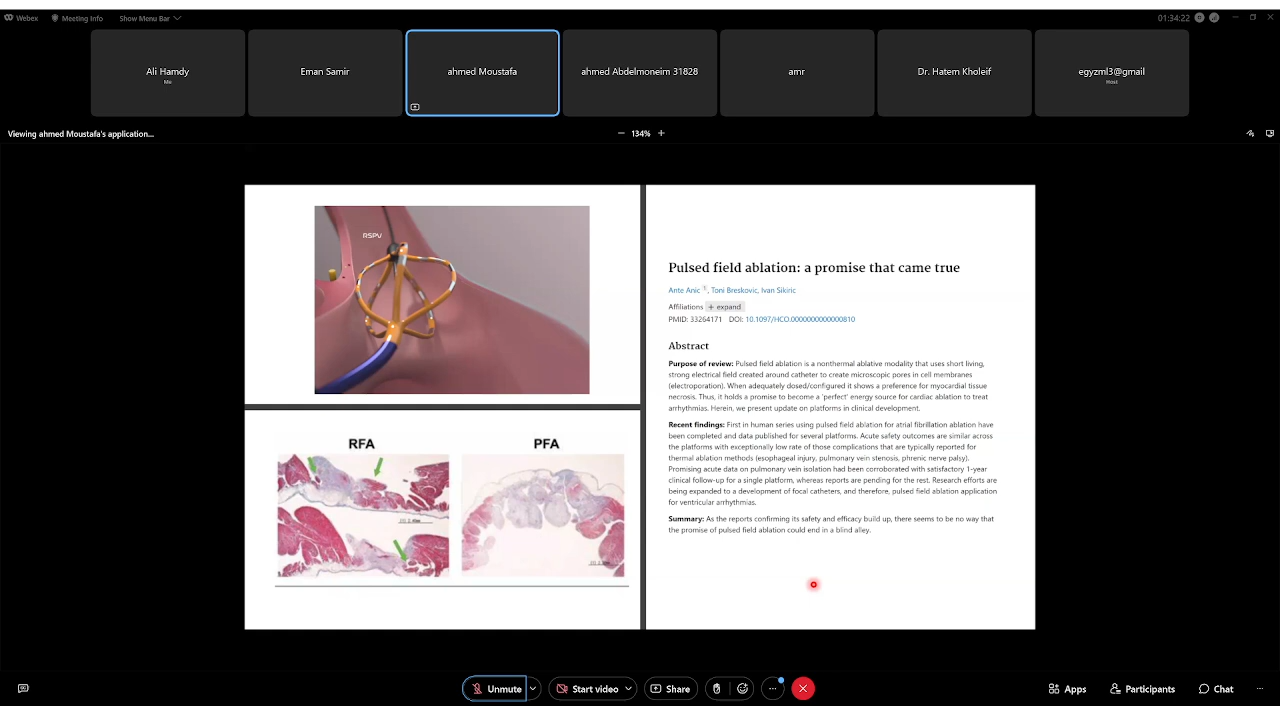 Webex
Meeting Info
Show Menu Bar
01:34:22
Ali Hamdy
Me
Eman Samir
ahmed Moustafa
ahmed Abdelmoneim 31828
amr
Dr. Hatem Kholeif
egyzml3@gmail
Host
Viewing ahmed Moustafa's application...
134%
RSPV
RFA
PFA
Pulsed field ablation: a promise that came true
Ante Anic 1, Toni Breskovic, Ivan Sikiric
Affiliations + expand
PMID: 33264171 DOI: 10.1097/HCO.0000000000000810
Abstract
Purpose of review: Pulsed field ablation is a nonthermal ablative modality that uses short living,
strong electrical field created around catheter to create microscopic pores in cell membranes
(electroporation). When adequately dosed/configured it shows a preference for myocardial tissue
necrosis. Thus, it holds a promise to become a 'perfect' energy source for cardiac ablation to treat
arrhythmias. Herein, we present update on platforms in clinical development.
Recent findings: First in human series using pulsed field ablation for atrial fibrillation ablation have
been completed and data published for several platforms. Acute safety outcomes are similar across
the platforms with exceptionally low rate of those complications that are typically reported for
thermal ablation methods (esophageal injury, pulmonary vein stenosis, phrenic nerve palsy).
Promising acute data on pulmonary vein isolation had been corroborated with satisfactory 1-year
clinical follow-up for a single platform, whereas reports are pending for the rest. Research efforts are
being expanded to a development of focal catheters, and therefore, pulsed field ablation application
for ventricular arrhythmias.
Summary: As the reports confirming its safety and efficacy build up, there seems to be no way that
the promise of pulsed field ablation could end in a blind alley.
Unmute
Start video
Share
Apps
Participants
Chat